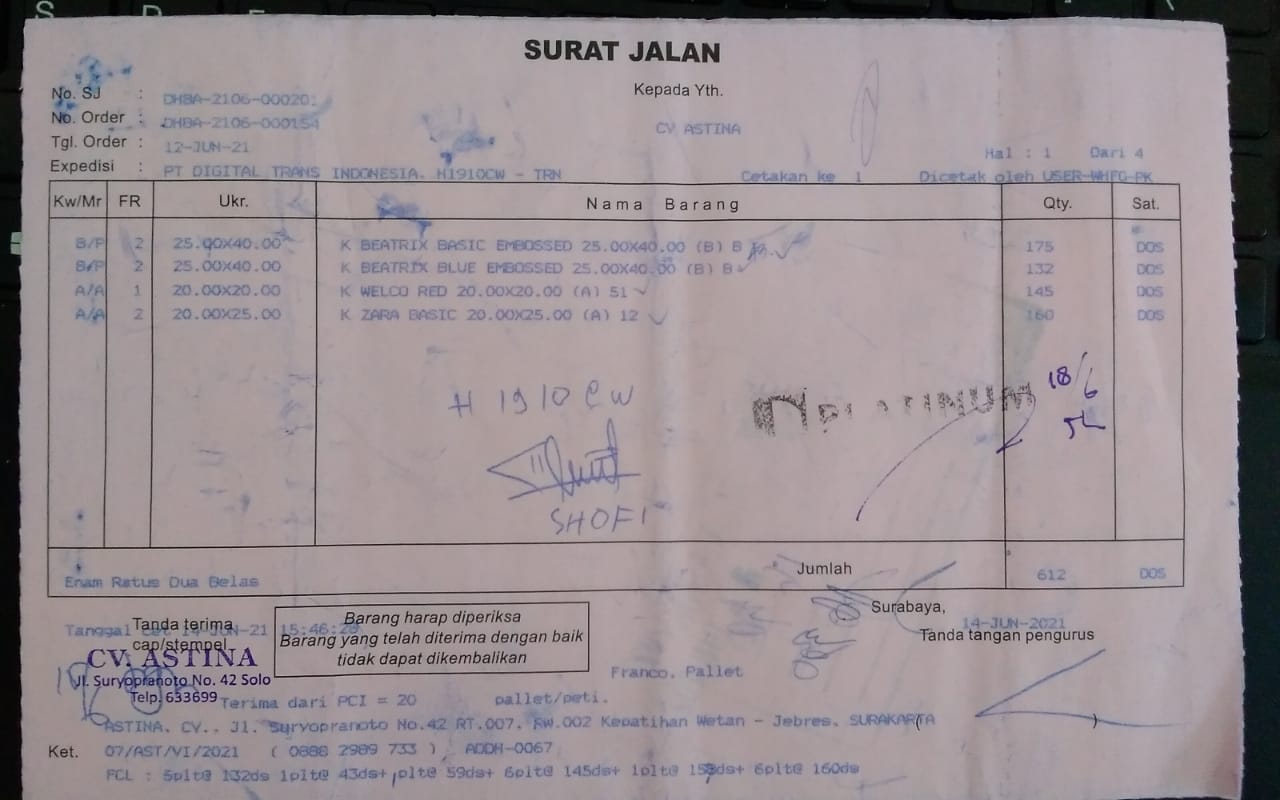 SURAT JALAN
Kepada Yth.
No. SJ : DHBA-2106-000201
No. Order : DHBA-2106-000154
CV ASTINA
Tgl. Order : 12-JUN-21
Hal : 1 Dari 4
Expedisi : PT DIGITAL TRANS INDONESIA. H1910CW - TRN Cetakan ke 1 Dicetak oleh USER-WHFG-PK
Kw/Mr FR Ukr. Nama Barang Qty. Sat.
B/P 2 25.00X40.00 K BEATRIX BASIC EMBOSSED 25.00X40.00 (B) B 175 DOS
B/P 2 25.00X40.00 K BEATRIX BLUE EMBOSSED 25.00X40.00 (B) B 132 DOS
A/A 1 20.00X20.00 K WELCO RED 20.00X20.00 (A) 51 145 DOS
A/A 2 20.00X25.00 K ZARA BASIC 20.00X25.00 (A) 12 160 DOS
H 1910 CW
PLATINUM
18/6
SHOFI
Jumlah
Enam Ratus Dua Belas 612 DOS
Surabaya, 14-JUN-2021
Tanda tangan pengurus
Tanda terima
cap/stempel
Tanggal 14-JUN-21 15:46:
Barang harap diperiksa
Barang yang telah diterima dengan baik
tidak dapat dikembalikan
CV. ASTINA
Jl. Suryopranoto No. 42 Solo
Telp. 633699
Franco. Pallet
Terima dari PCI = 20 pallet/peti.
ASTINA. CV., Jl. Suryopranoto No.42 RT.007. RW.002 Kepatihan Wetan - Jebres. SURAKARTA
Ket. 07/AST/VI/2021 ( 0888 2989 733 ) ADDM-0067
FCL : 5plt@ 132ds 1plt@ 43ds+ plt@ 59ds+ 6plt@ 145ds+ 1plt@ 6plt@ 160ds